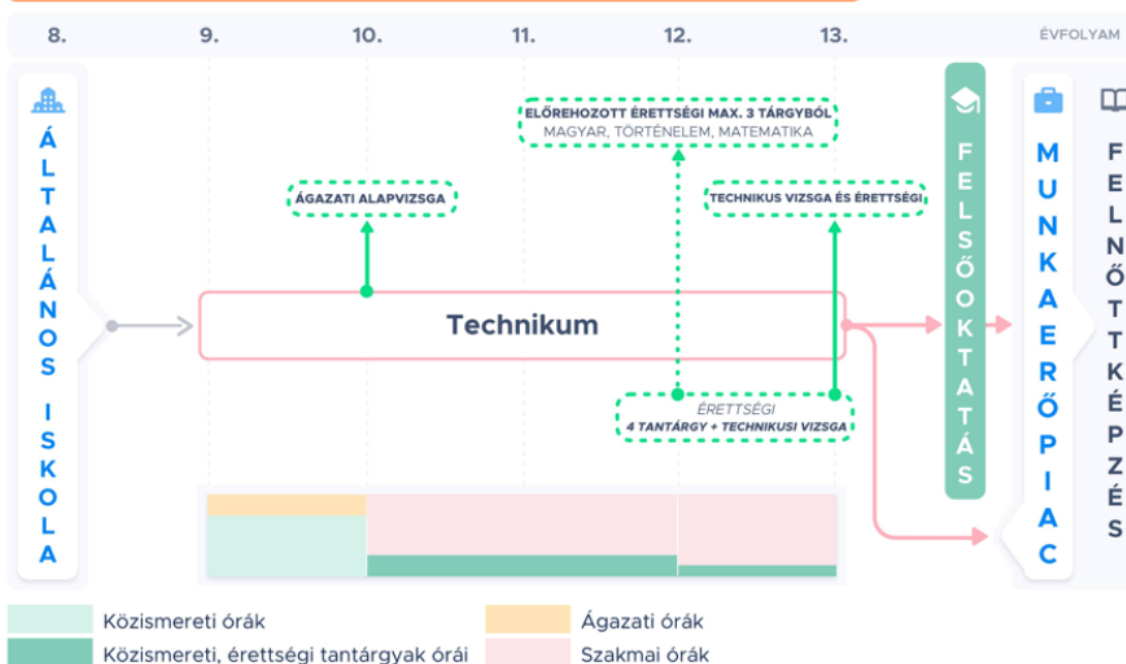 8.
9.
10.
11.
12.
13.
ÉVFOLYAM
ÁLTALÁNOS ISKOLA
ELŐREHOZOTT ÉRETTSÉGI MAX. 3 TÁRGYBÓL
MAGYAR, TÖRTÉNELEM, MATEMATIKA
ÁGAZATI ALAPVIZSGA
TECHNIKUS VIZSGA ÉS ÉRETTSÉGI
Technikum
ÉRETTSÉGI
4 TANTÁRGY + TECHNIKUSI VIZSGA
FELSŐOKTATÁS
MUNKAERŐPIAC
FELNŐTTKÉPZÉS
Közismereti órák
Ágazati órák
Közismereti, érettségi tantárgyak órái
Szakmai órák